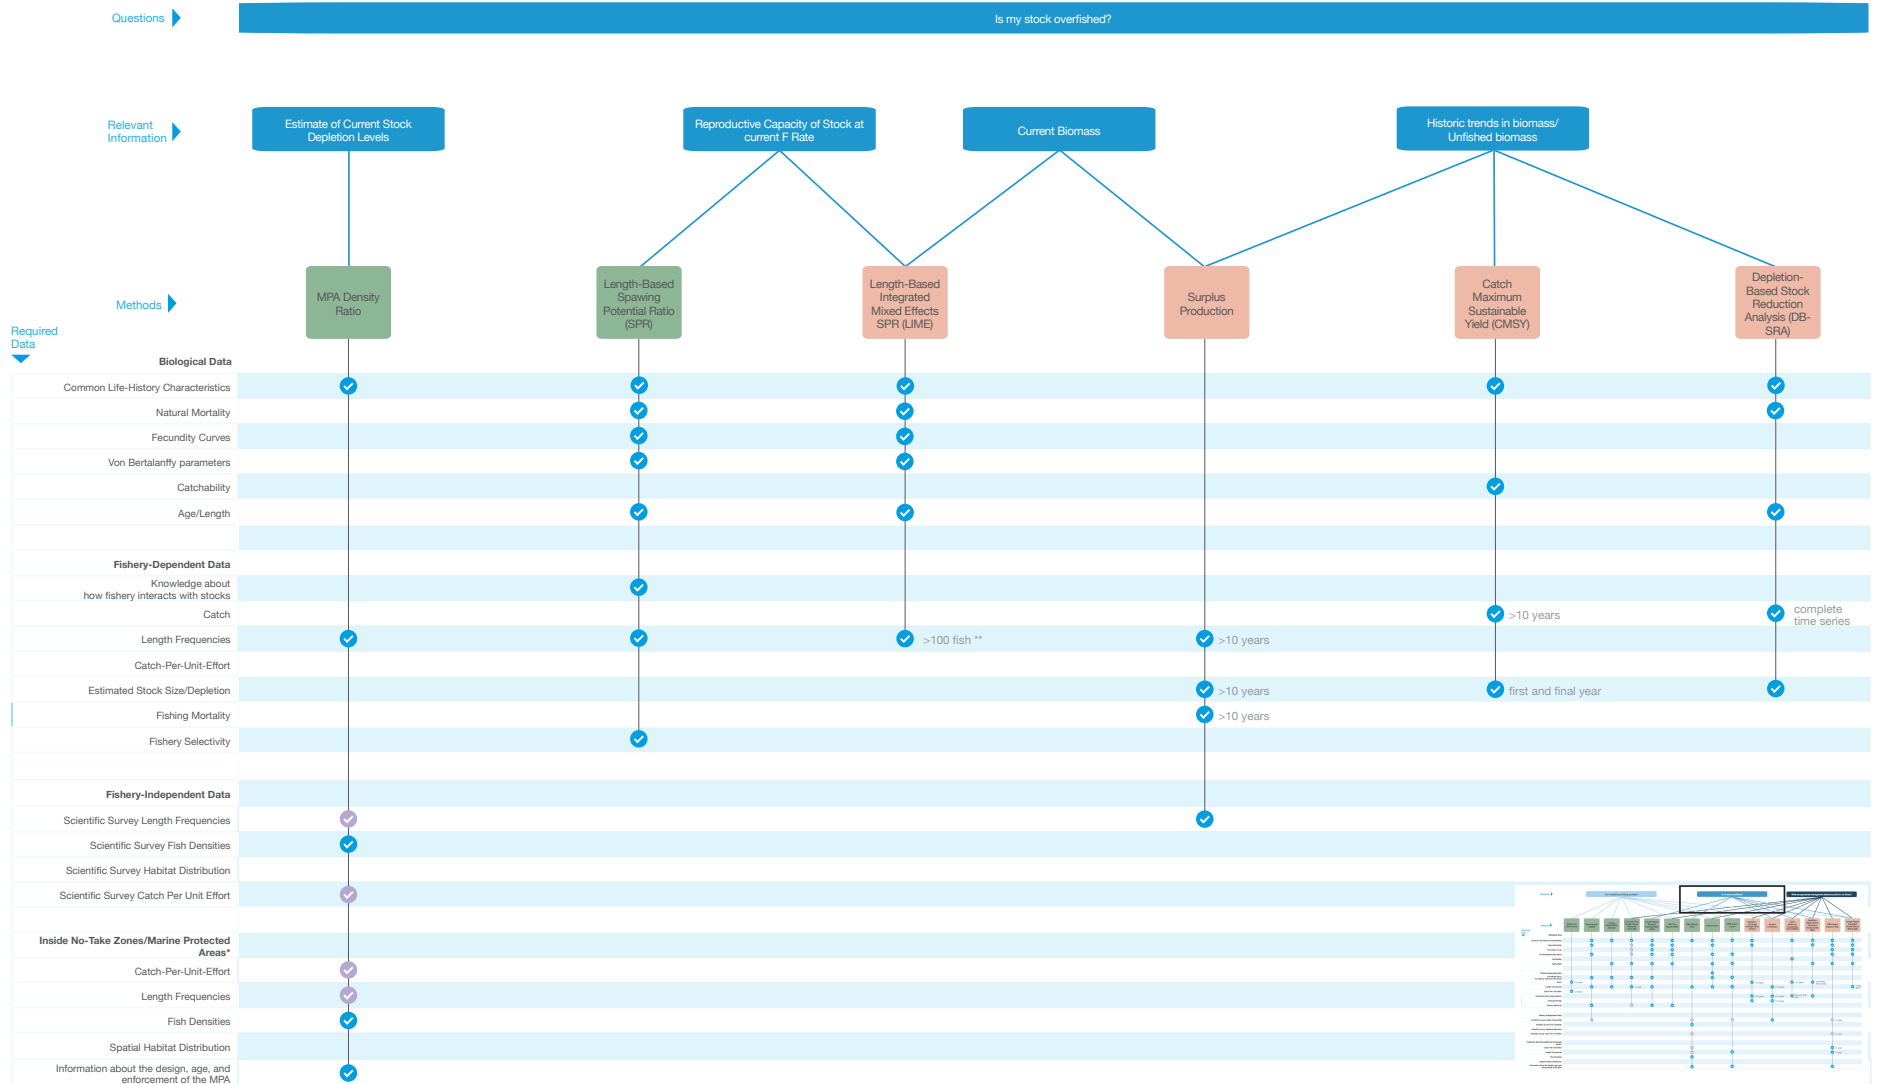 Questions
Is my stock overfished?
Relevant
Information
Estimate of Current Stock
Depletion Levels
Reproductive Capacity of Stock at
current F Rate
Current Biomass
Historic trends in biomass/
Unfished biomass
Methods
MPA Density
Ratio
Length-Based
Spawing
Potential Ratio
(SPR)
Length-Based
Integrated
Mixed Effects
SPR (LIME)
Surplus
Production
Catch
Maximum
Sustainable
Yield (CMSY)
Depletion-
Based Stock
Reduction
Analysis (DB-
SRA)
Required
Data
Biological Data
Common Life-History Characteristics
Natural Mortality
Fecundity Curves
Von Bertalanffy parameters
Catchability
Age/Length
Fishery-Dependent Data
Knowledge about
how fishery interacts with stocks
Catch
>10 years
complete
time series
Length Frequencies
>100 fish **
>10 years
Catch-Per-Unit-Effort
Estimated Stock Size/Depletion
>10 years
first and final year
Fishing Mortality
>10 years
Fishery Selectivity
Fishery-Independent Data
Scientific Survey Length Frequencies
Scientific Survey Fish Densities
Scientific Survey Habitat Distribution
Scientific Survey Catch Per Unit Effort
Inside No-Take Zones/Marine Protected
Areas*
Catch-Per-Unit-Effort
Length Frequencies
Fish Densities
Spatial Habitat Distribution
Information about the design, age, and
enforcement of the MPA